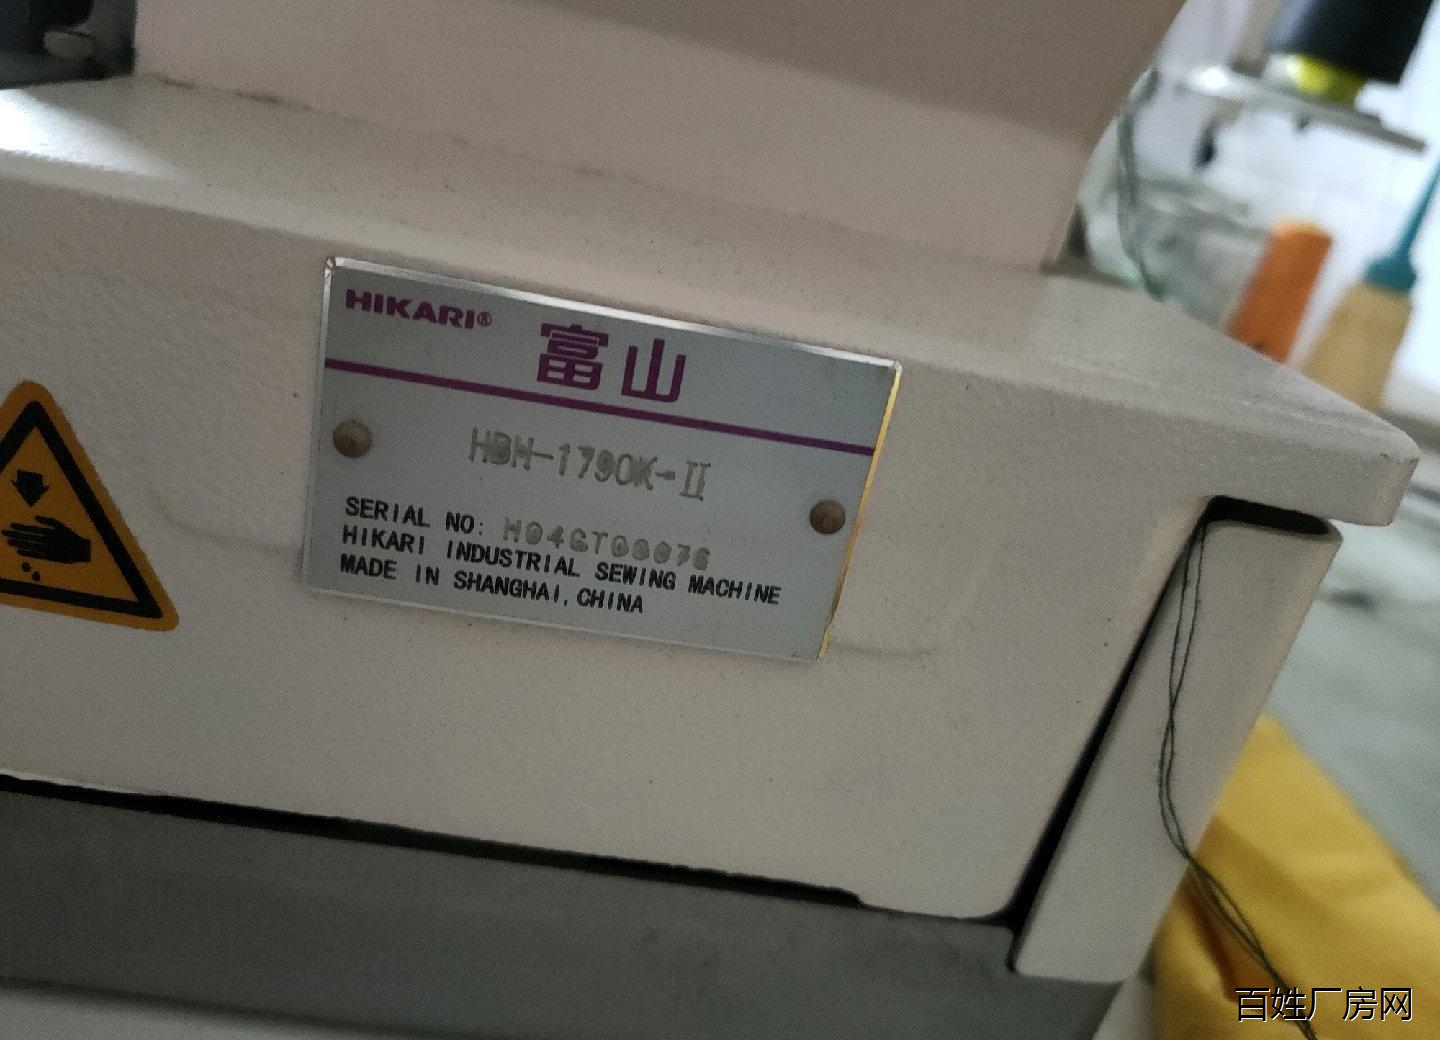 HIKARI®
富山
HBH-1790K-II
SERIAL NO:
HIKARI INDUSTRIAL SEWING MACHINE
MADE IN SHANGHAI, CHINA
百姓厂房网